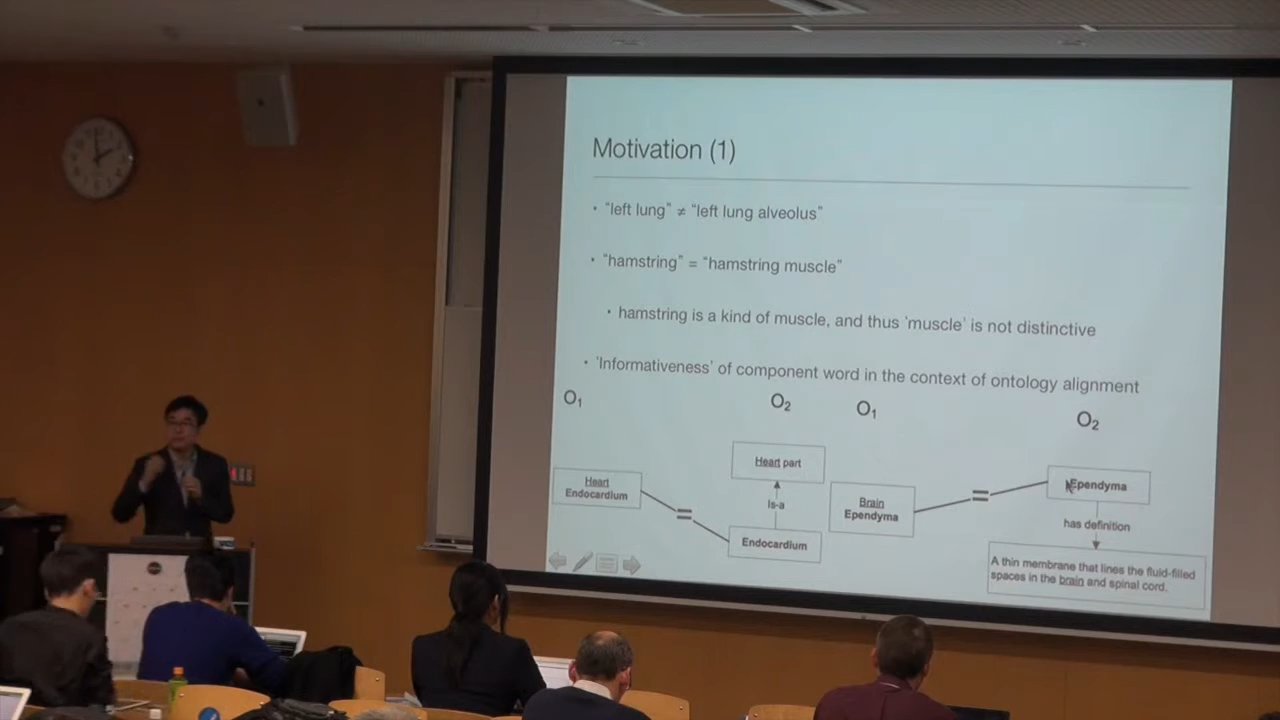 Motivation (1)
• “left lung” ≠ “left lung alveolus”
• “hamstring” = “hamstring muscle”
• hamstring is a kind of muscle, and thus 'muscle' is not distinctive
• 'Informativeness' of component word in the context of ontology alignment
O₁
O₂
O₁
O₂
Heart
Endocardium
=
Heart part
Is-a
Endocardium
Brain
Ependyma
=
Ependyma
has definition
A thin membrane that lines the fluid-filled
spaces in the brain and spinal cord.